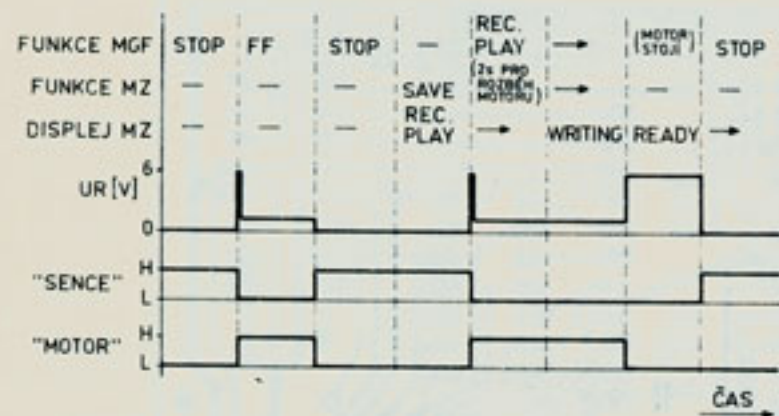 FUNKCE MGF STOP FF STOP — REC. PLAY → (MOTOR STOJÍ) STOP
FUNKCE MZ — — — SAVE (2s PRO ROZBĚH MOTORU) → — —
DISPLEJ MZ — — — REC. PLAY → WRITING READY →
UR [V] 6
0
"SENCE" H
L
"MOTOR" H
L
ČAS